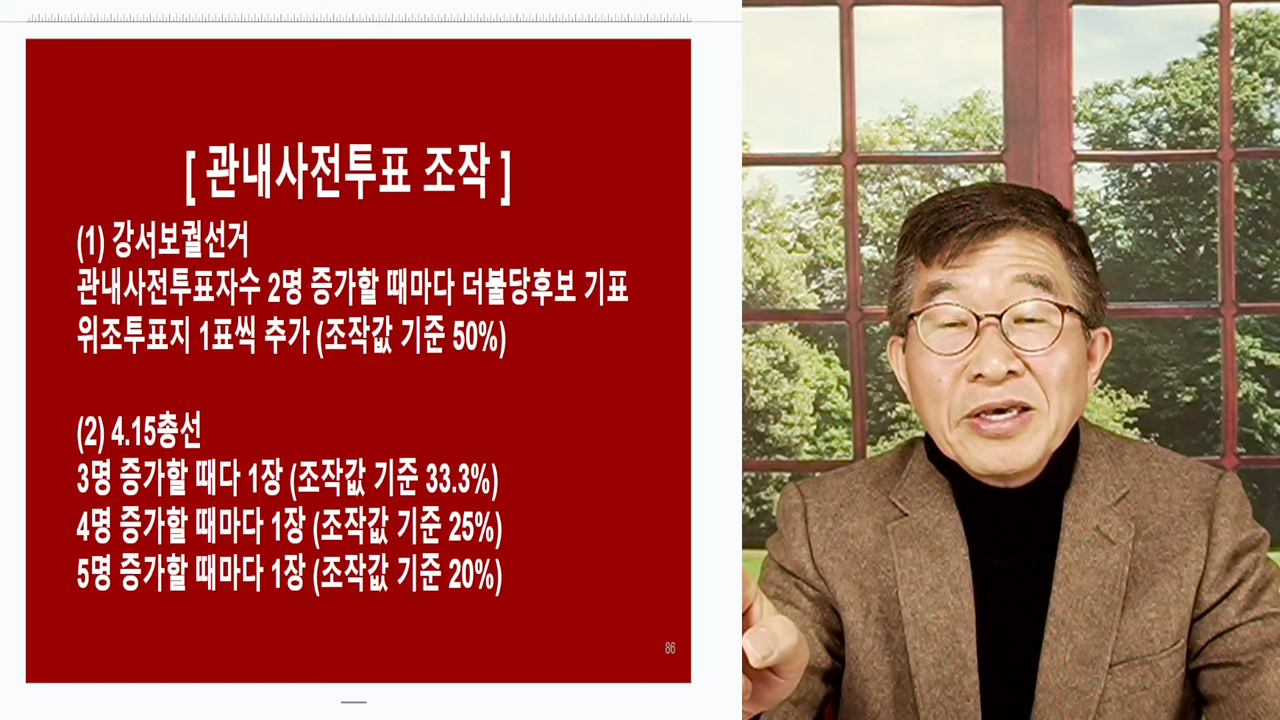 [ 관내사전투표 조작 ]
(1) 강서보궐선거
관내사전투표자수 2명 증가할 때마다 더불당후보 기표
위조투표지 1표씩 추가 (조작값 기준 50%)
(2) 4.15총선
3명 증가할 때다 1장 (조작값 기준 33.3%)
4명 증가할 때마다 1장 (조작값 기준 25%)
5명 증가할 때마다 1장 (조작값 기준 20%)
86